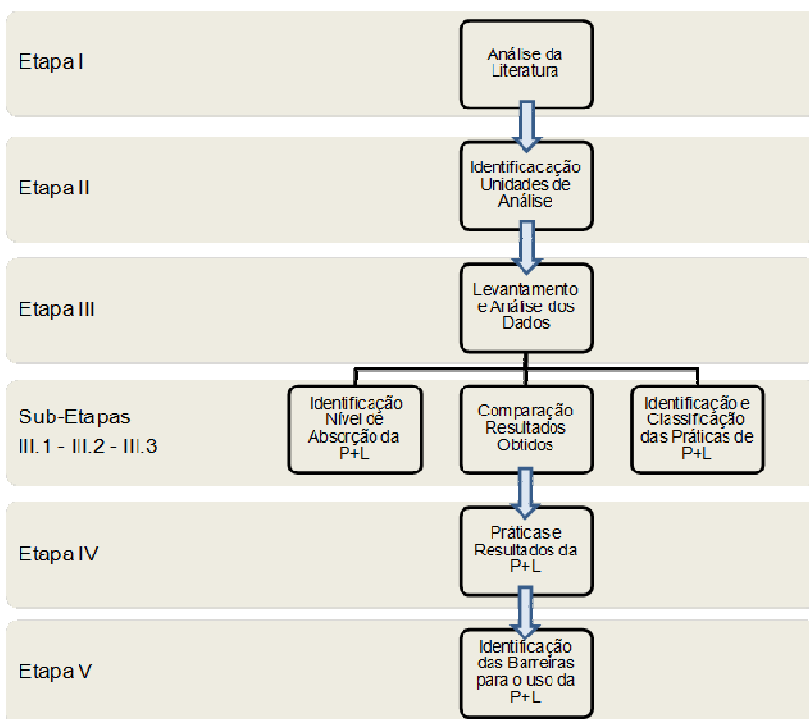 Etapa I
Análise da
Literatura
Etapa II
Identificacação
Unidades de
Análise
Etapa III
Levantamento
e Análise dos
Dados
Sub-Etapas
III.1 - III.2 - III.3
Identificação
Nível de
Absorção da
P+L
Comparação
Resultados
Obtidos
Identificação e
Classificação
das Práticas de
P+L
Etapa IV
Práticas e
Resultados da
P+L
Etapa V
Identificação
das Barreiras
para o uso da
P+L